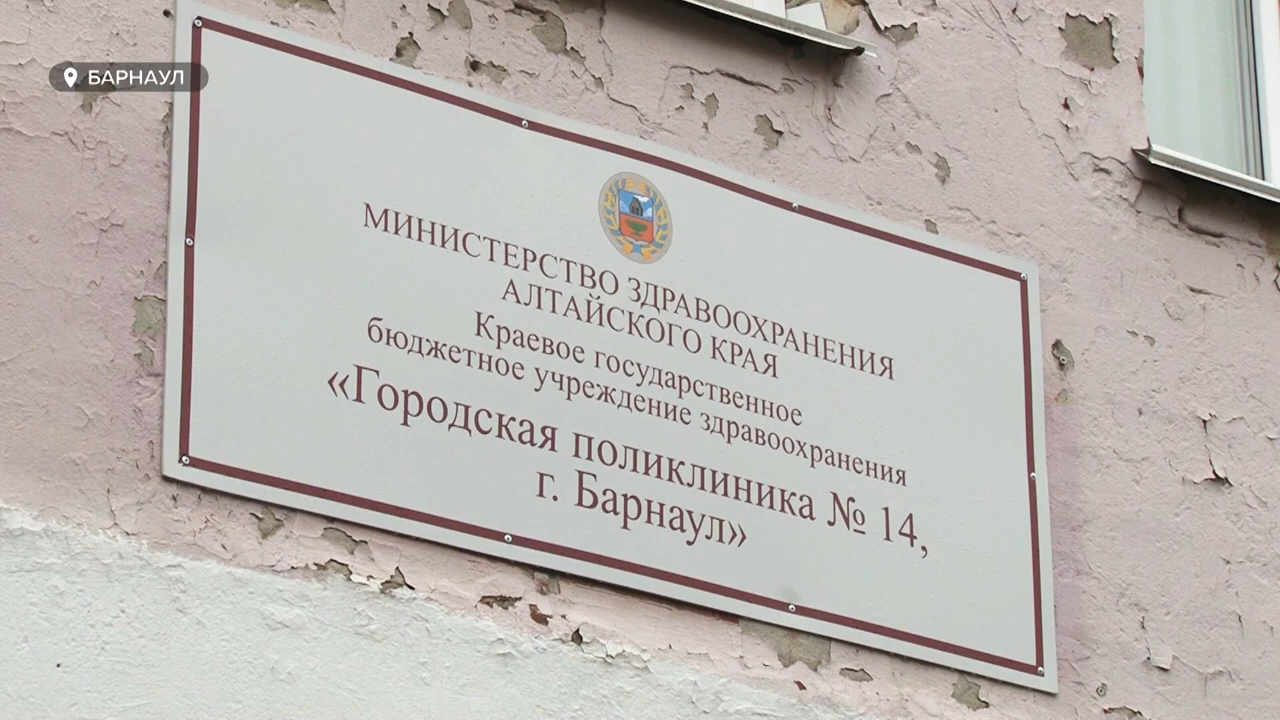 БАРНАУЛ
МИНИСТЕРСТВО ЗДРАВООХРАНЕНИЯ
АЛТАЙСКОГО КРАЯ
Краевое государственное
бюджетное учреждение здравоохранения
«Городская поликлиника № 14,
г. Барнаул»